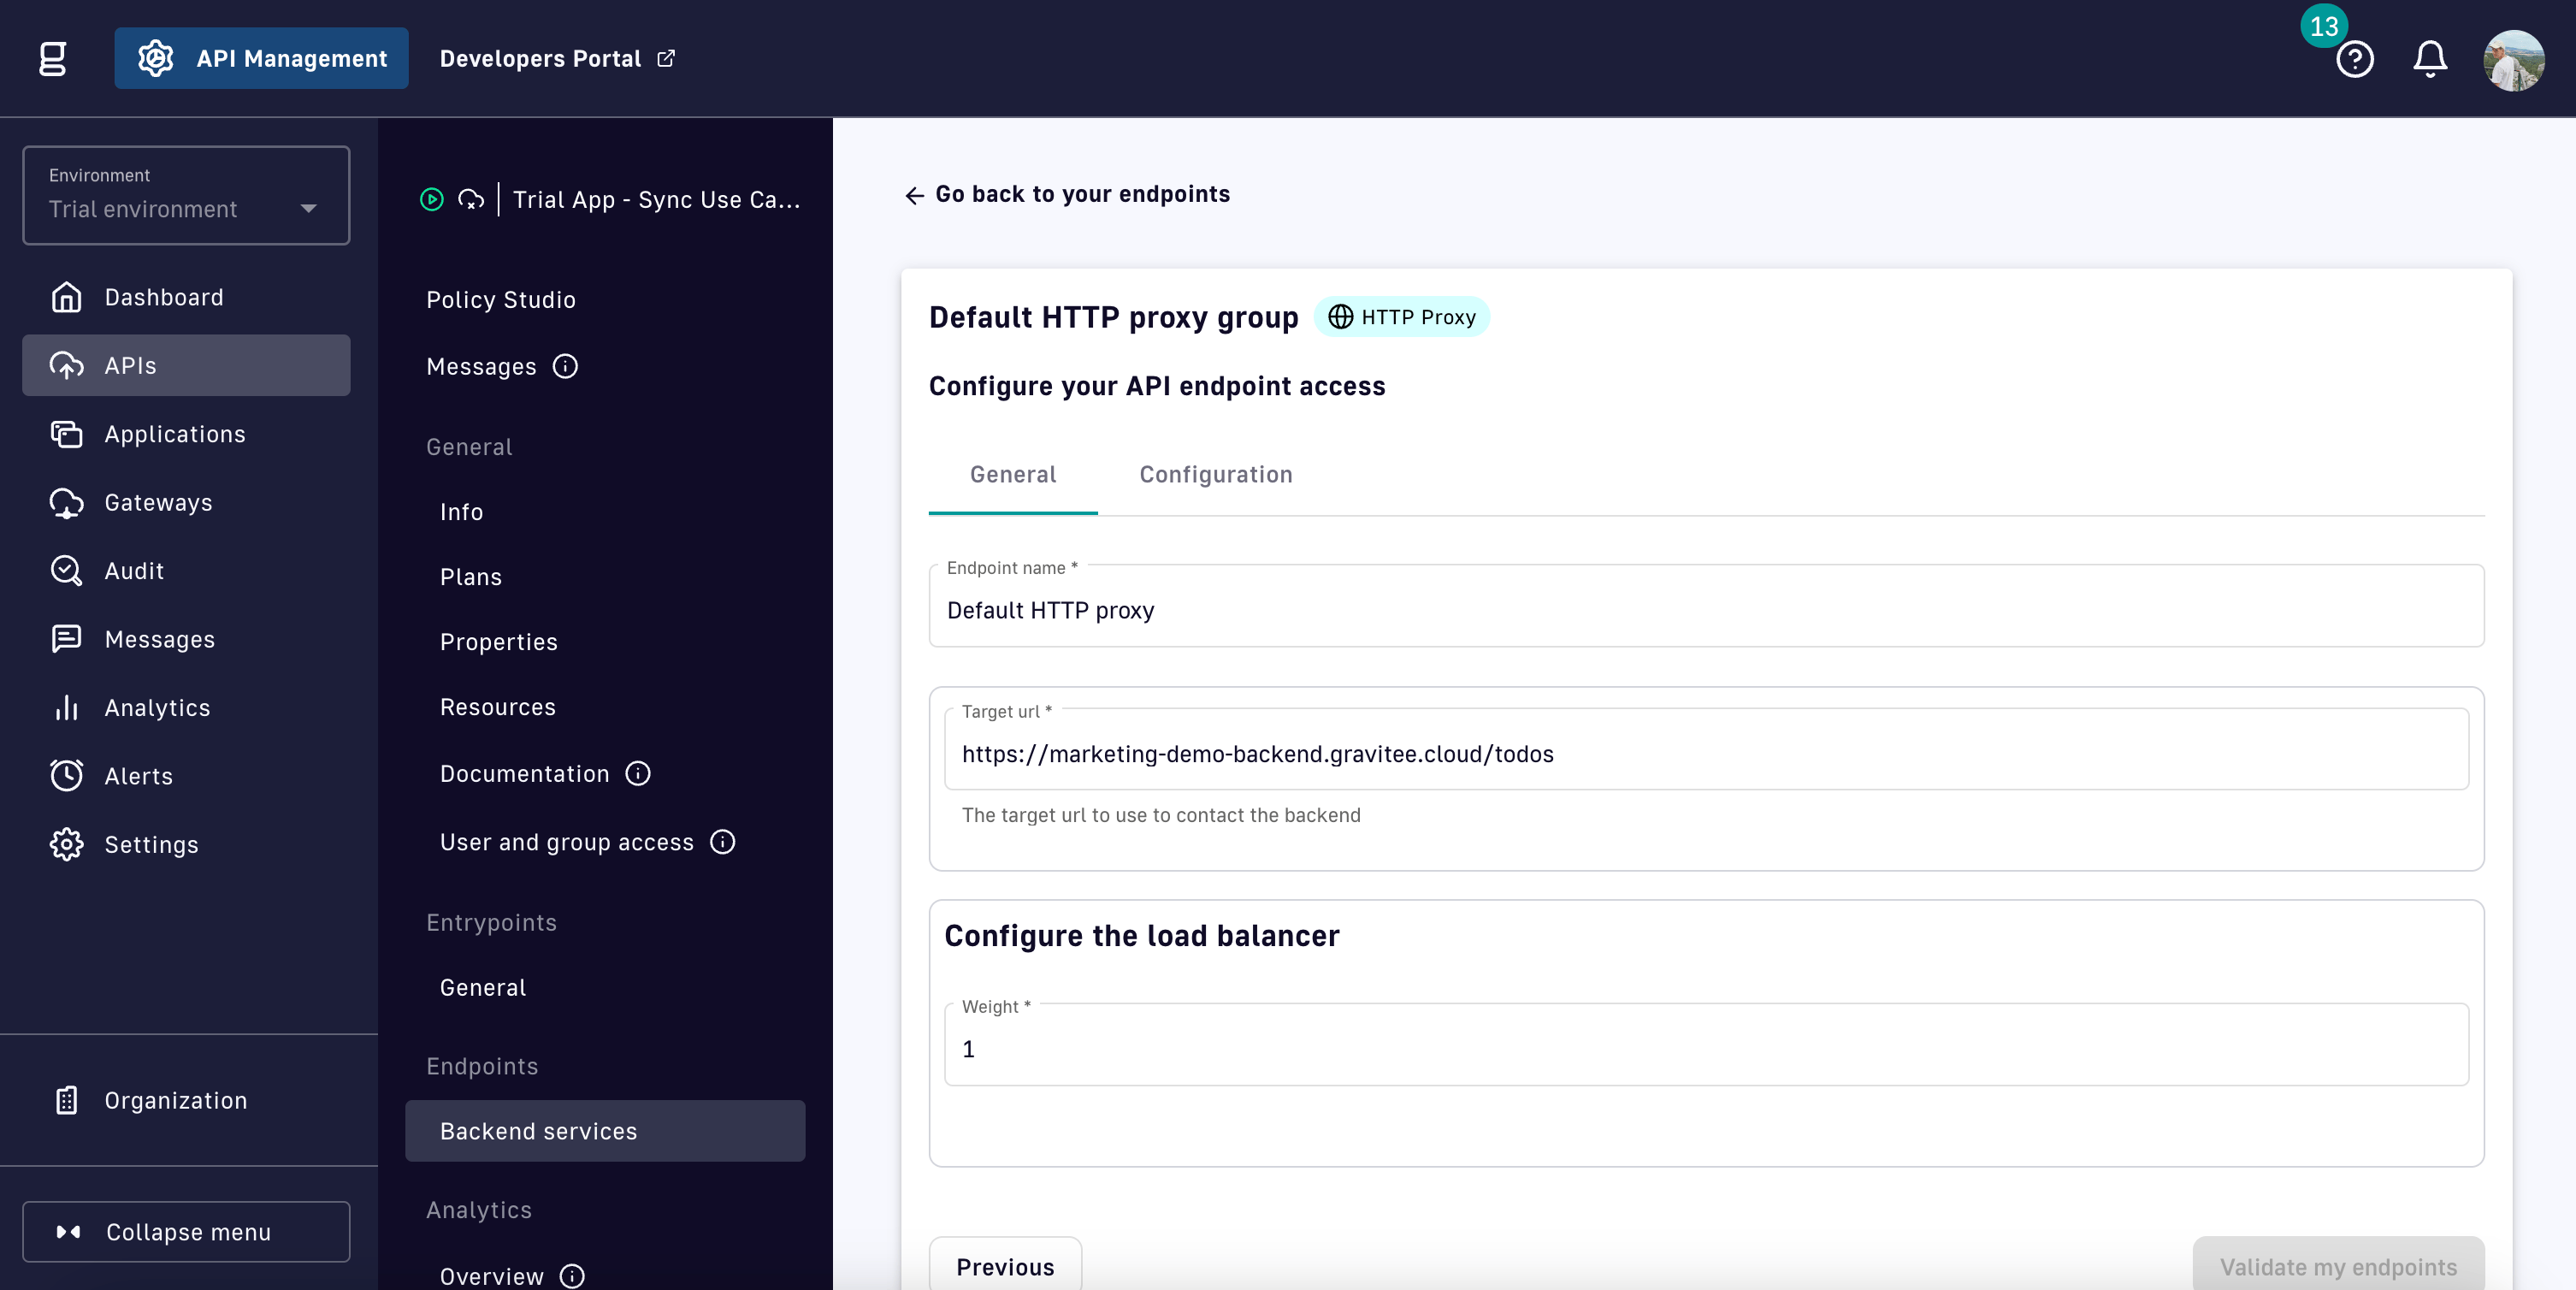 g
API Management
Developers Portal
13
Environment
Trial environment
Dashboard
APIs
Applications
Gateways
Audit
Messages
Analytics
Alerts
Settings
Organization
Collapse menu
Trial App - Sync Use Ca...
Policy Studio
Messages
General
Info
Plans
Properties
Resources
Documentation
User and group access
Entrypoints
General
Endpoints
Backend services
Analytics
Overview
Go back to your endpoints
Default HTTP proxy group
HTTP Proxy
Configure your API endpoint access
General
Configuration
Endpoint name *
Default HTTP proxy
Target url *
https://marketing-demo-backend.gravitee.cloud/todos
The target url to use to contact the backend
Configure the load balancer
Weight *
1
Previous
Validate my endpoints